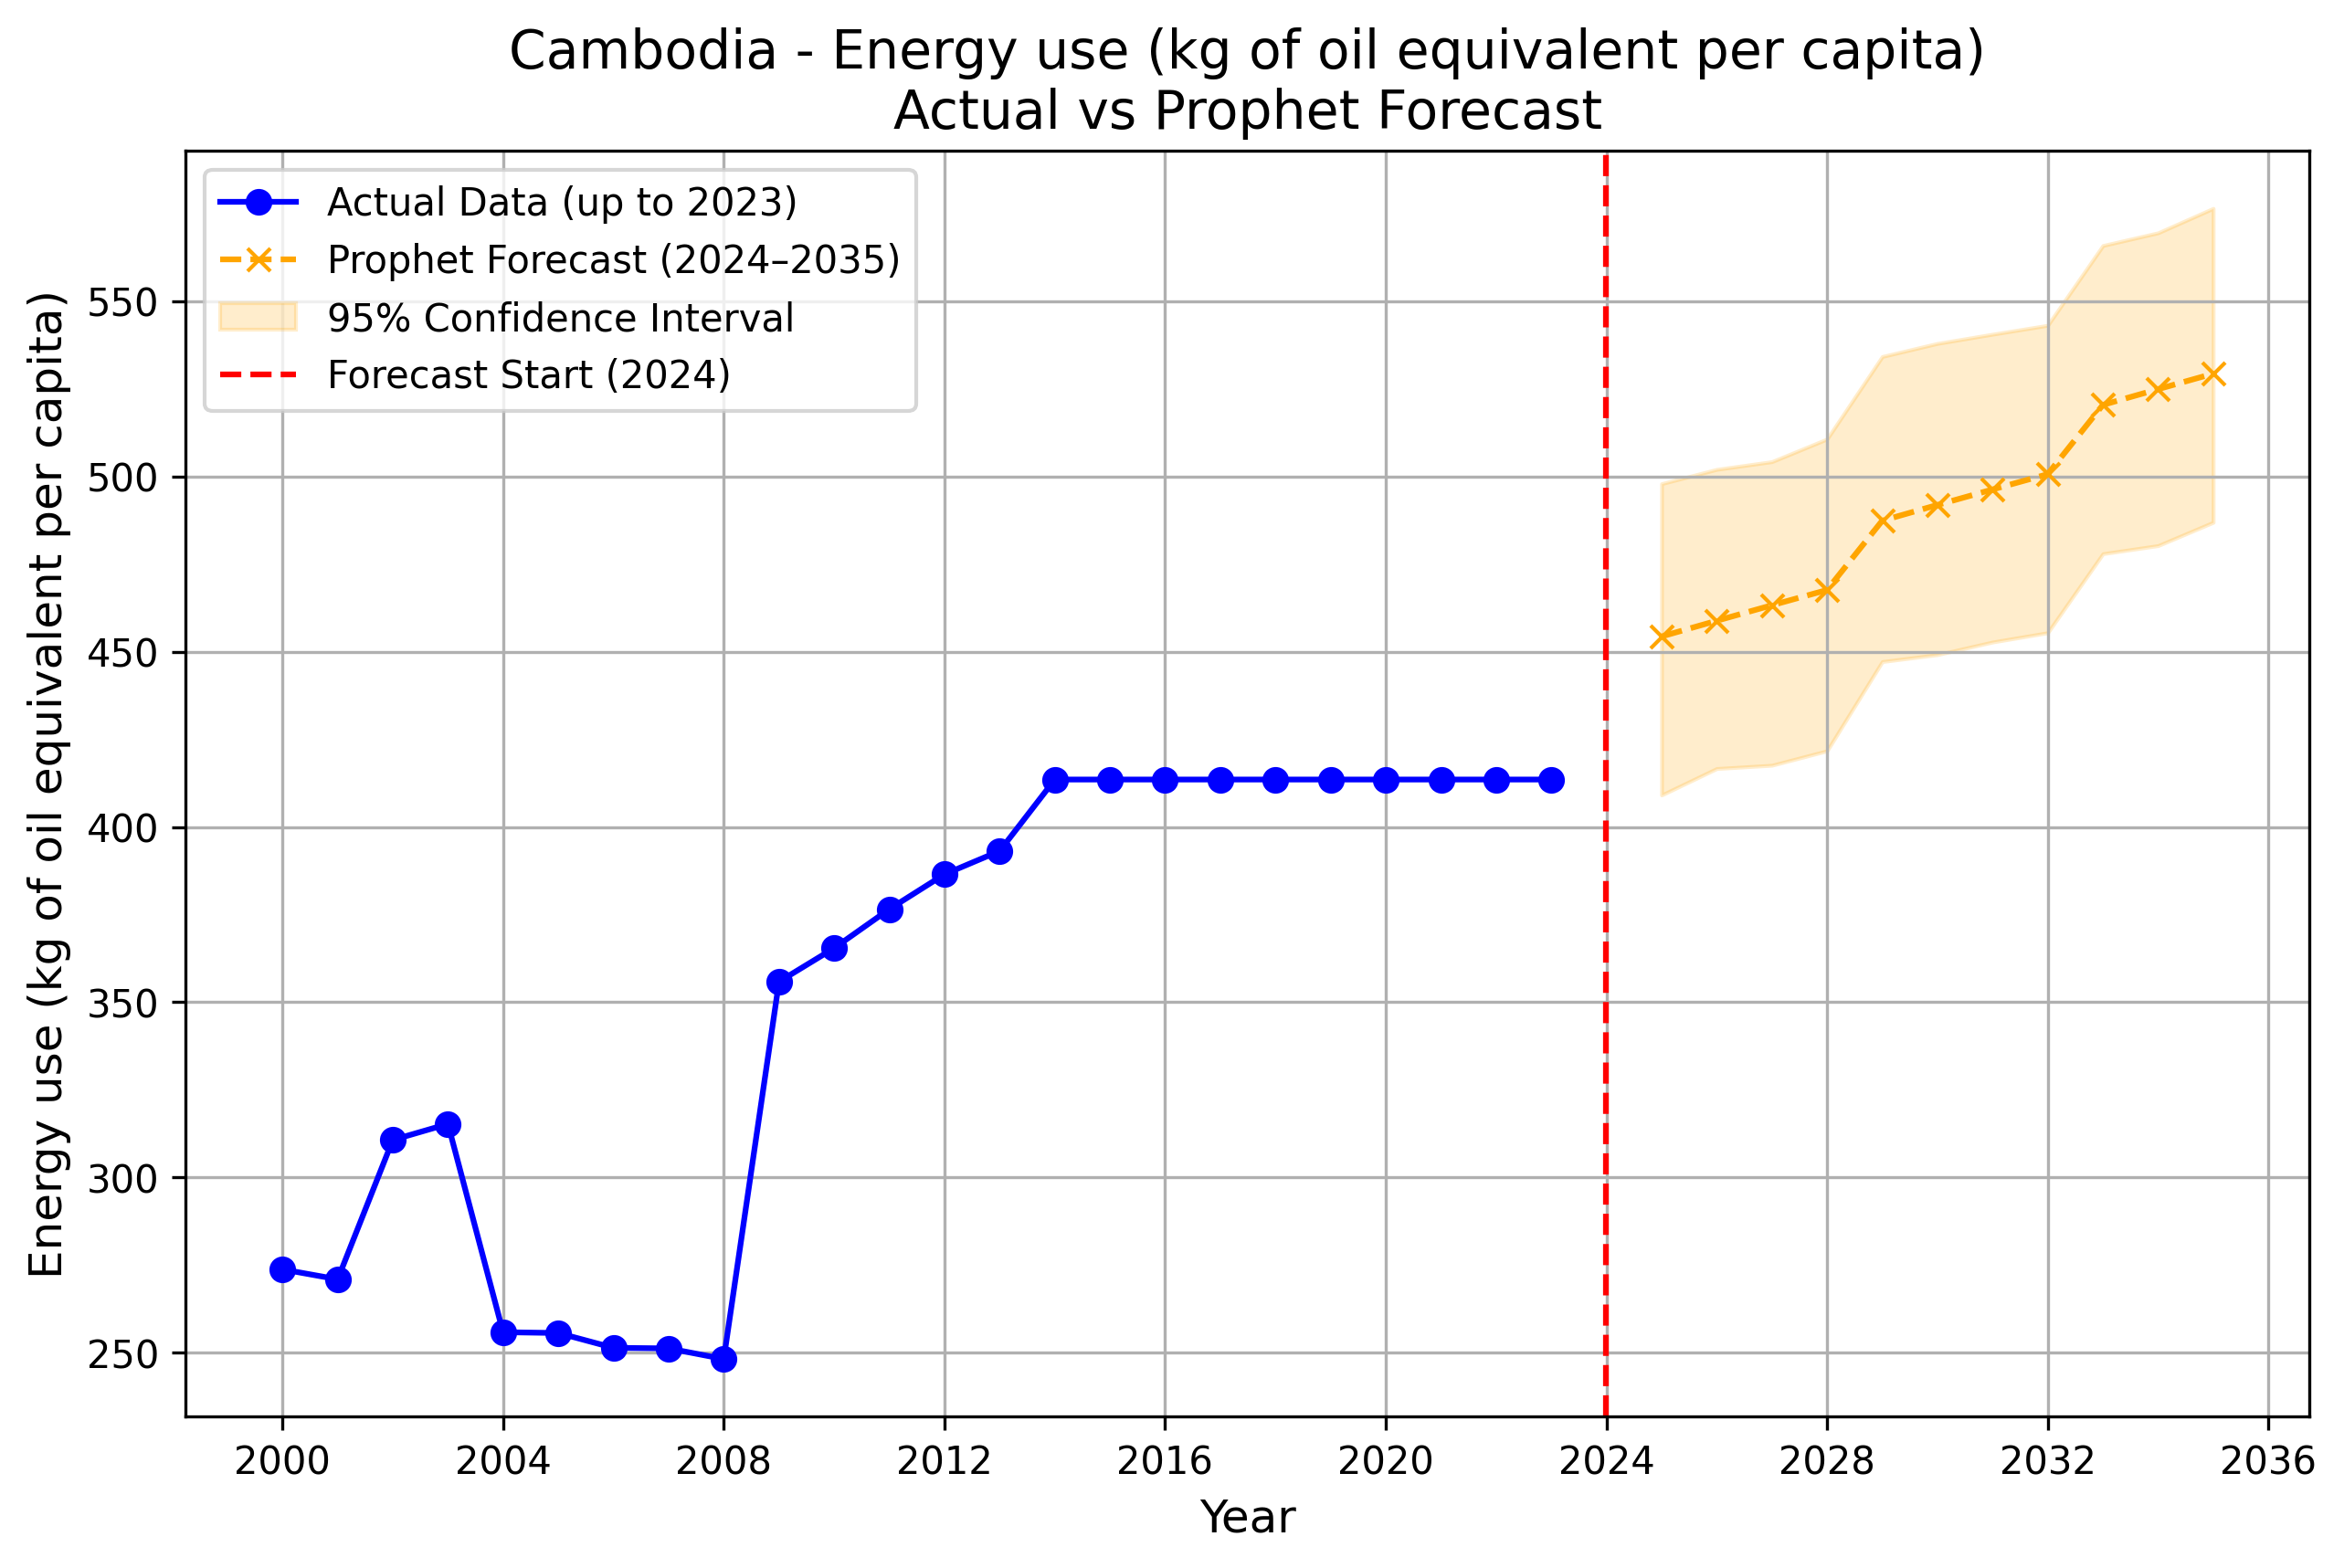 Cambodia - Energy use (kg of oil equivalent per capita)
Actual vs Prophet Forecast
Actual Data (up to 2023)
Prophet Forecast (2024–2035)
95% Confidence Interval
Forecast Start (2024)
Energy use (kg of oil equivalent per capita)
550
500
450
400
350
300
250
2000 2004 2008 2012 2016 2020 2024 2028 2032 2036
Year